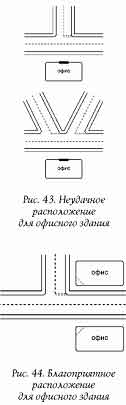 офис
офис
Рис. 43. Неудачное
расположение
для офисного здания
офис
офис
Рис. 44. Благоприятное
расположение
для офисного здания